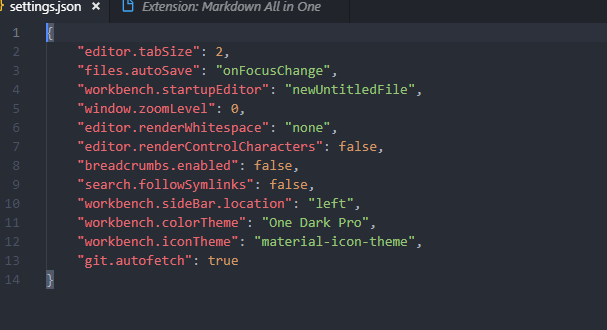 settings.json × Extension: Markdown All in One
1 {
2 "editor.tabSize": 2,
3 "files.autoSave": "onFocusChange",
4 "workbench.startupEditor": "newUntitledFile",
5 "window.zoomLevel": 0,
6 "editor.renderWhitespace": "none",
7 "editor.renderControlCharacters": false,
8 "breadcrumbs.enabled": false,
9 "search.followSymlinks": false,
10 "workbench.sideBar.location": "left",
11 "workbench.colorTheme": "One Dark Pro",
12 "workbench.iconTheme": "material-icon-theme",
13 "git.autofetch": true
14 }